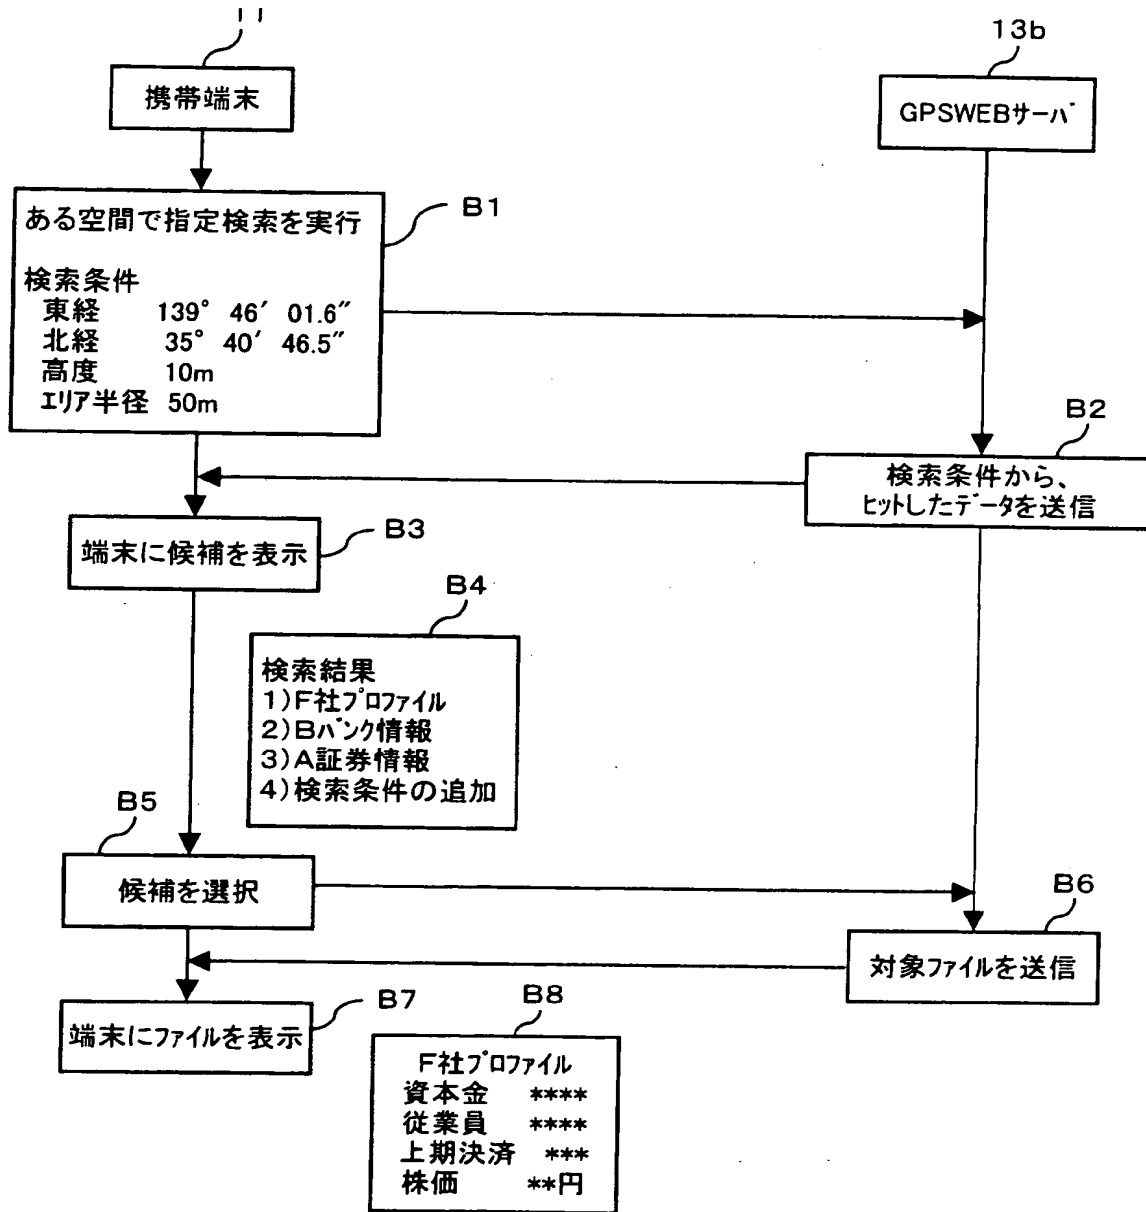 11
13b
携帯端末
GPSWEBサーバ
B1
ある空間で指定検索を実行
検索条件
東経 139° 46′ 01.6″
北経 35° 40′ 46.5″
高度 10m
エリア半径 50m
B2
検索条件から、
ヒットしたデータを送信
B3
端末に候補を表示
B4
検索結果
1)F社プロファイル
2)Bバンク情報
3)A証券情報
4)検索条件の追加
B5
候補を選択
B6
対象ファイルを送信
B7
端末にファイルを表示
B8
F社プロファイル
資本金 ****
従業員 ****
上期決済 ***
株価 **円